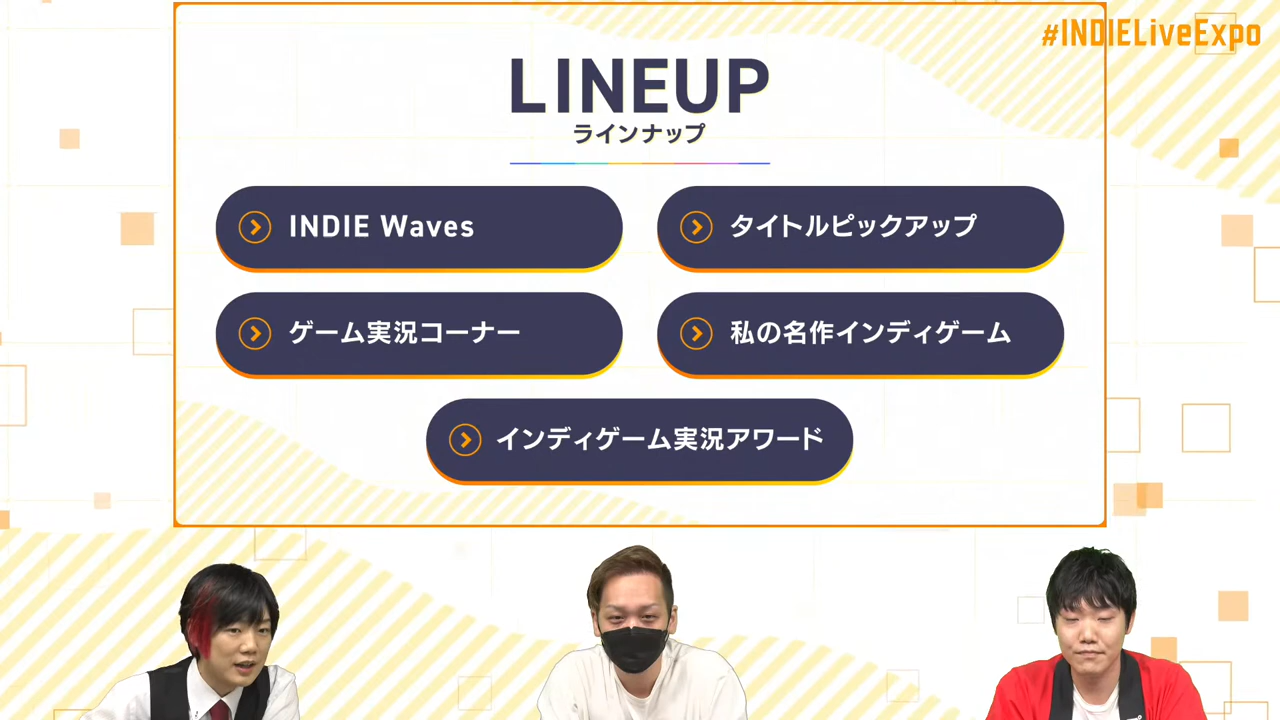 #INDIELiveExpo
LINEUP
ラインナップ
INDIE Waves
タイトルピックアップ
ゲーム実況コーナー
私の名作インディゲーム
インディゲーム実況アワード